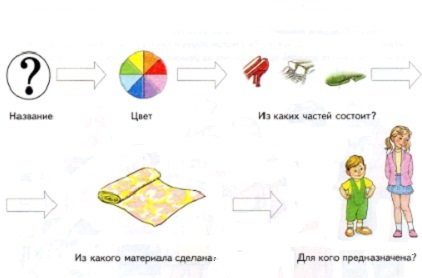 ?
Название
Цвет
Из каких частей состоит?
Из какого материала сделана?
Для кого предназначена?